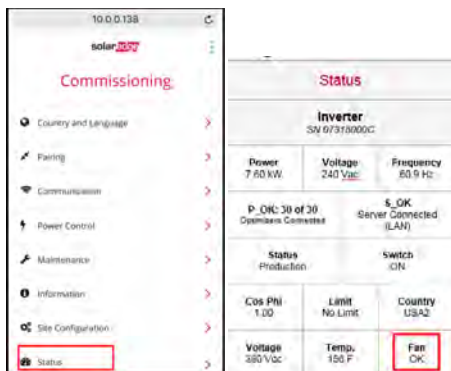 10.0.0.138
solaredge
Commissioning
Country and Language
Pairing
Communication
Power Control
Maintenance
Information
Site Configuration
Status
Status
Inverter
SN 07318000C
Power Voltage Frequency
7.60 kW 240 Vac 60.9 Hz
P_OK: 30 of 30 S_OK
Optimizers Connected Server Connected
(LAN)
Status Switch
Production ON
Cos Phi Limit Country
1.00 No Limit USA2
Voltage Temp. Fan
380 Vdc 156 F OK